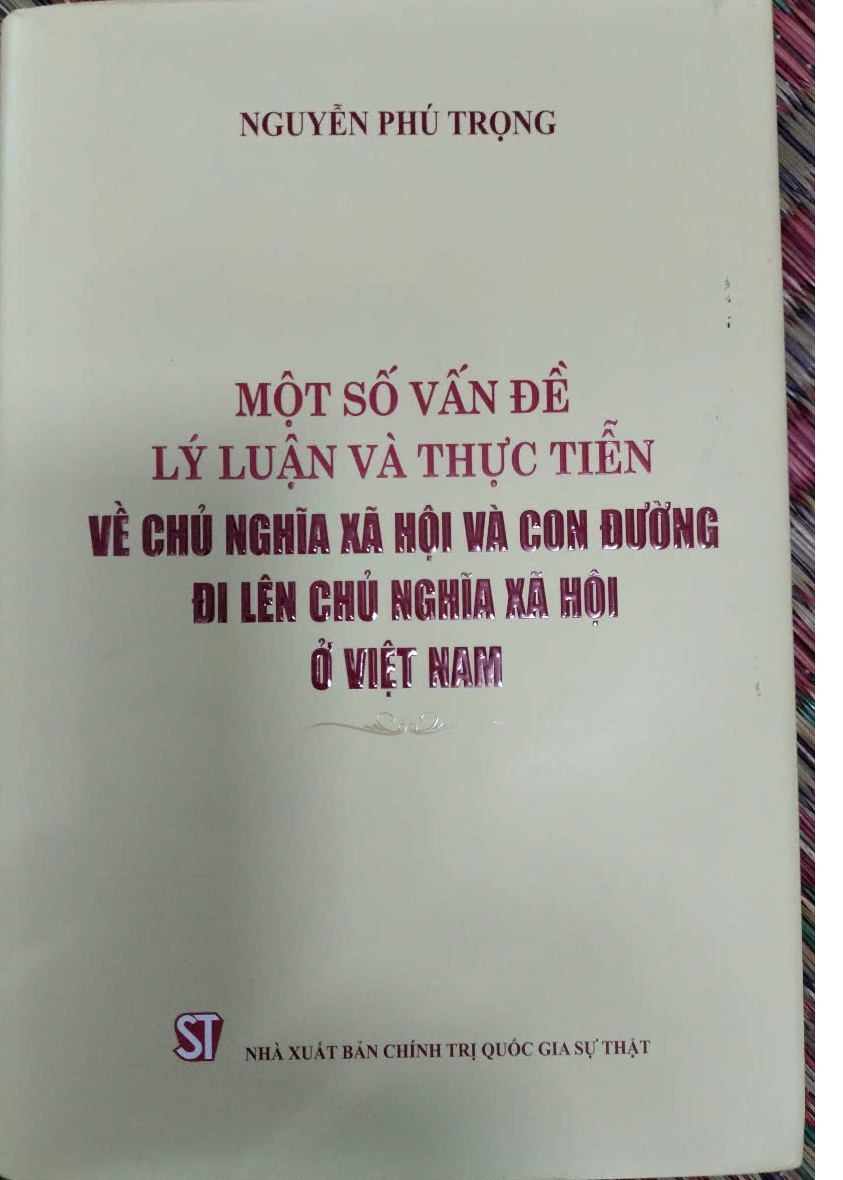 NGUYỄN PHÚ TRỌNG
MỘT SỐ VẤN ĐỀ
LÝ LUẬN VÀ THỰC TIỄN
VỀ CHỦ NGHĨA XÃ HỘI VÀ CON ĐƯỜNG
ĐI LÊN CHỦ NGHĨA XÃ HỘI
Ở VIỆT NAM
ST
NHÀ XUẤT BẢN CHÍNH TRỊ QUỐC GIA SỰ THẬT